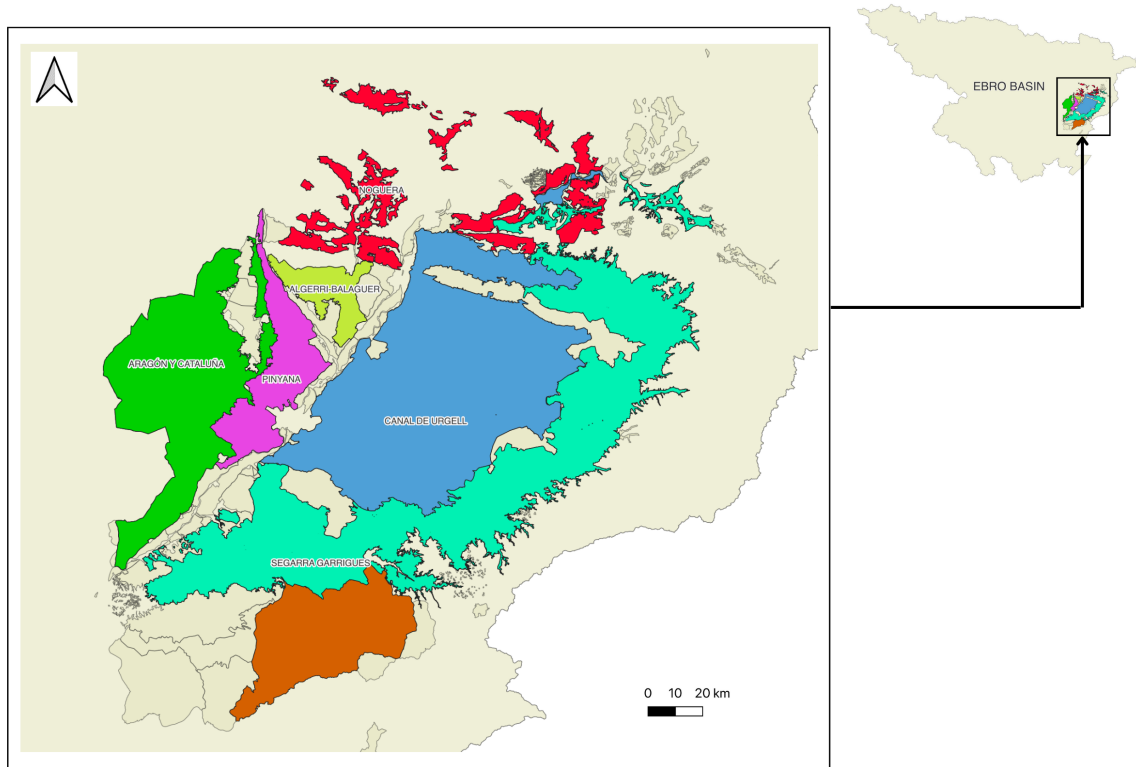 EBRO BASIN
NOGUERA
ALGERRI-BALAGUER
ARAGÓN Y CATALUÑA
PINYANA
CANAL DE URGELL
SEGARRA GARRIGUES
0 10 20 km